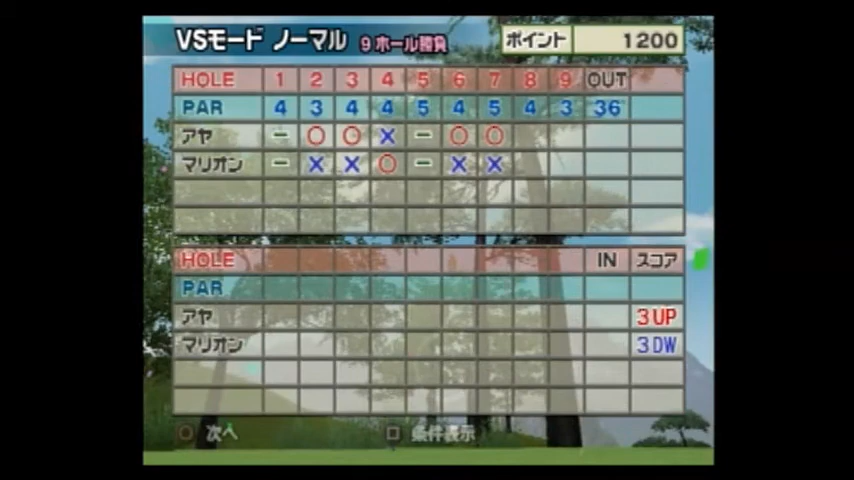 VSモード ノーマル 9ホール勝負 ポイント 1200
HOLE 1 2 3 4 5 6 7 8 9 OUT
PAR 4 3 4 4 5 4 5 4 3 36
アヤ - ○ ○ × - ○ ○
マリオン - × × ○ - × ×
HOLE IN スコア
PAR
アヤ 3UP
マリオン 3DW
○ 次へ □ 条件表示